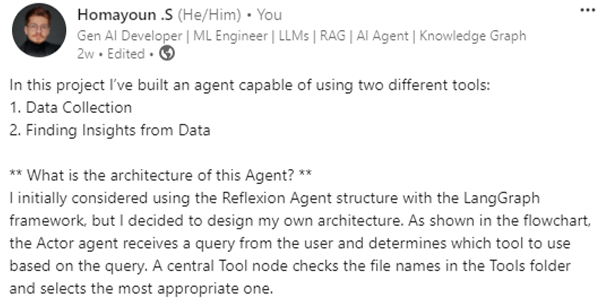 Homayoun .S (He/Him) • You
Gen AI Developer | ML Engineer | LLMs | RAG | AI Agent | Knowledge Graph
2w • Edited •
In this project I've built an agent capable of using two different tools:
1. Data Collection
2. Finding Insights from Data
** What is the architecture of this Agent? **
I initially considered using the Reflexion Agent structure with the LangGraph
framework, but I decided to design my own architecture. As shown in the flowchart,
the Actor agent receives a query from the user and determines which tool to use
based on the query. A central Tool node checks the file names in the Tools folder
and selects the most appropriate one.